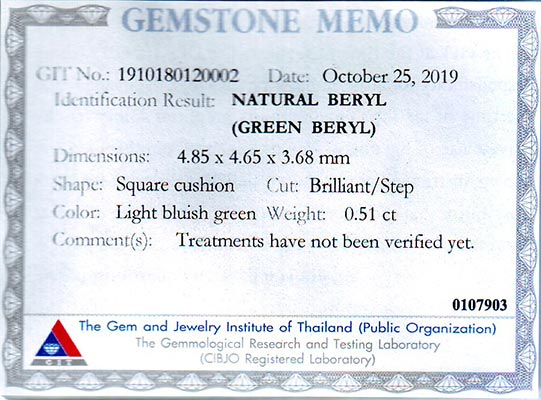 GEMSTONE MEMO
GIT No.: 1910180120002 Date: October 25, 2019
Identification Result: NATURAL BERYL
(GREEN BERYL)
Dimensions: 4.85 x 4.65 x 3.68 mm
Shape: Square cushion Cut: Brilliant/Step
Color: Light bluish green Weight: 0.51 ct
Comment(s): Treatments have not been verified yet.
0107903
The Gem and Jewelry Institute of Thailand (Public Organization)
The Gemmological Research and Testing Laboratory
(CIBJO Registered Laboratory)
GIT